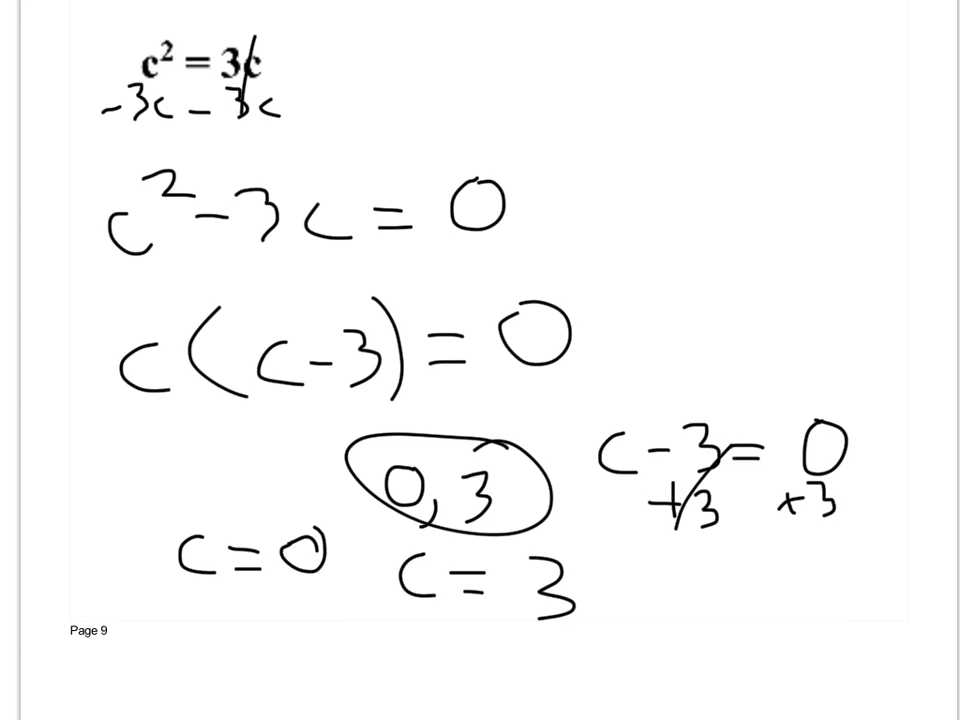 c² = 3c
-3c - 3c
c² - 3c = 0
c(c-3) = 0
c - 3 = 0
+3 +3
0, 3
c = 0 c = 3
Page 9